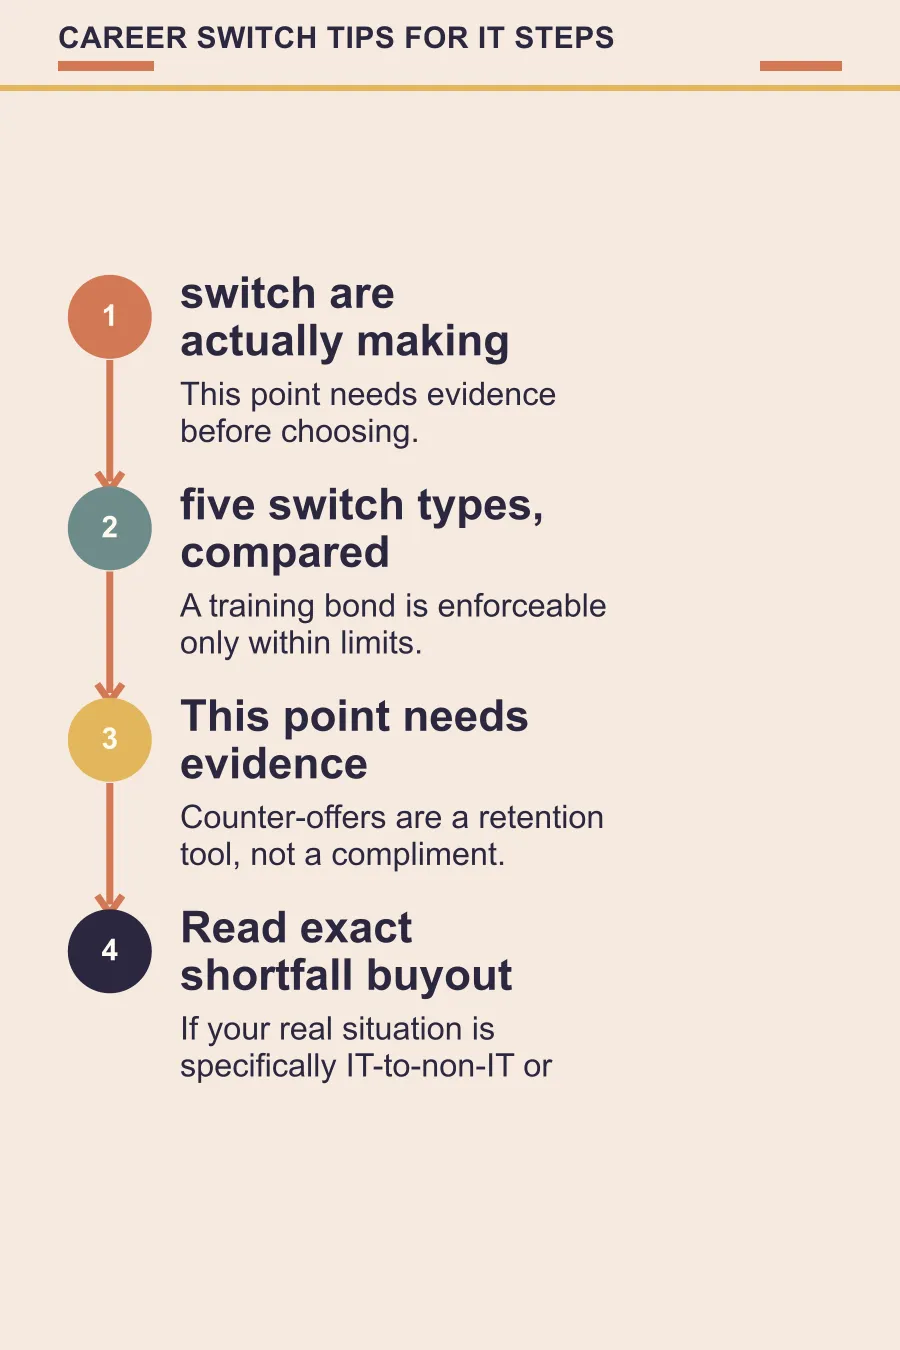 CAREER SWITCH TIPS FOR IT STEPS
1
switch are
actually making
This point needs evidence
before choosing.
2
five switch types,
compared
A training bond is enforceable
only within limits.
3
This point needs
evidence
Counter-offers are a retention
tool, not a compliment.
4
Read exact
shortfall buyout
If your real situation is
specifically IT-to-non-IT or